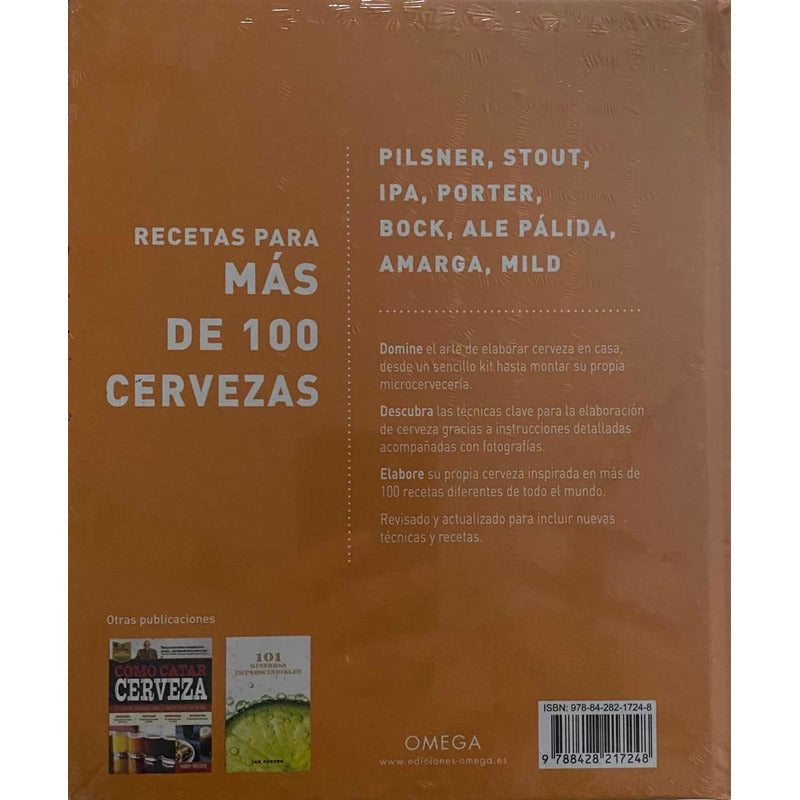 RECETAS PARA
MÁS
DE 100
CERVEZAS
PILSNER, STOUT,
IPA, PORTER,
BOCK, ALE PÁLIDA,
AMARGA, MILD
Domine el arte de elaborar cerveza en casa,
desde un sencillo kit hasta montar su propia
microcervecería.
Descubra las técnicas clave para la elaboración
de cerveza gracias a instrucciones detalladas
acompañadas con fotografías.
Elabore su propia cerveza inspirada en más de
100 recetas diferentes de todo el mundo.
Revisado y actualizado para incluir nuevas
técnicas y recetas.
Otras publicaciones
COMO CATAR
CERVEZA
101
GINEBRAS
IMPRESCINDIBLES
OMEGA
www.ediciones-omega.es
ISBN: 978-84-282-1724-8
9 788428 217248